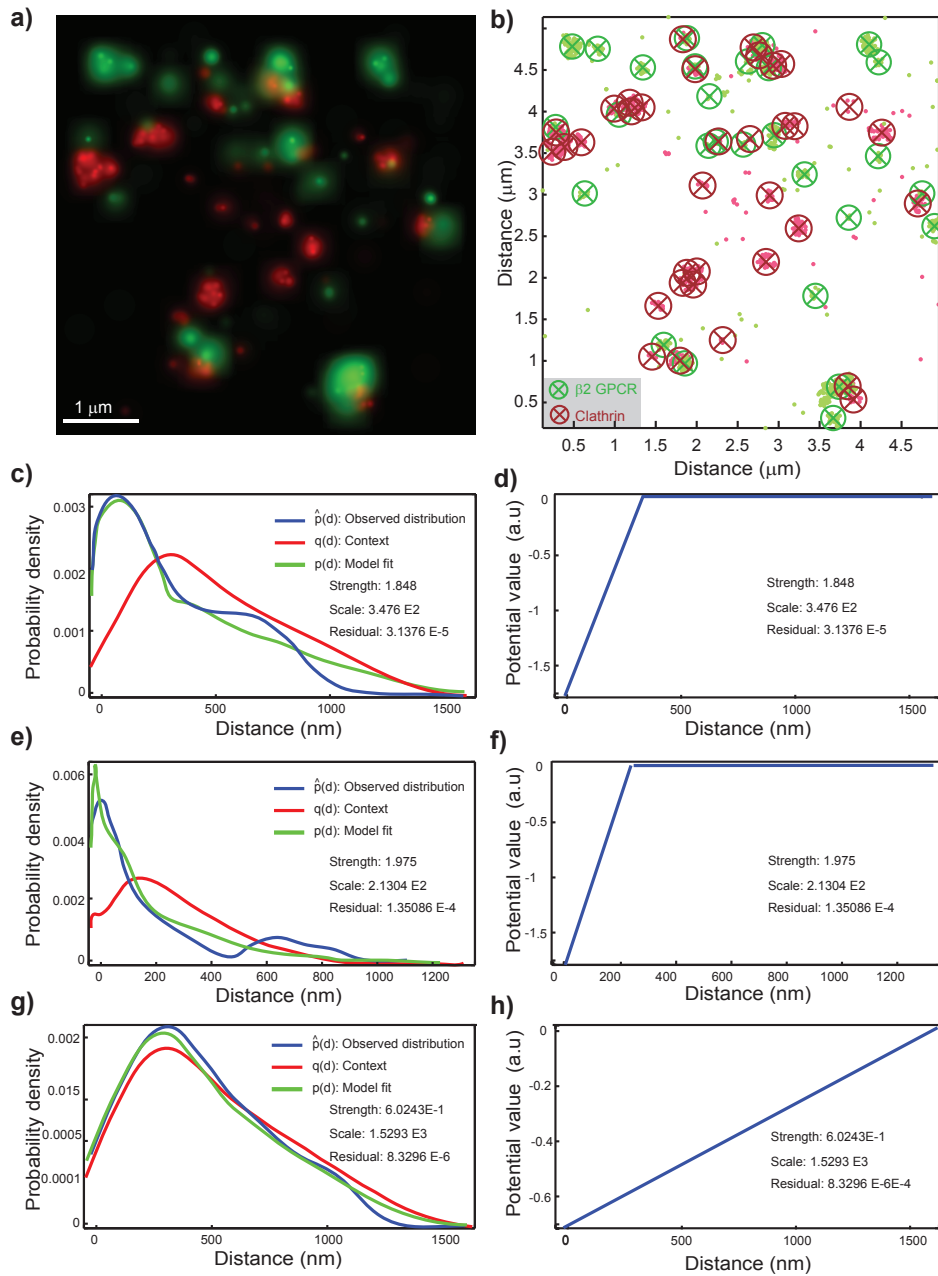 a)
1 μm
b)
Distance (μm)
4.5
4.0
3.5
3.0
2.5
2
1.5
1
0.5
β2 GPCR
Clathrin
0.5 1 1.5 2 2.5 3 3.5 4 4.5
Distance (μm)
c)
Probability density
0.003
0.002
0.001
0
p̂(d): Observed distribution
q(d): Context
p(d): Model fit
Strength: 1.848
Scale: 3.476 E2
Residual: 3.1376 E-5
0 500 1000 1500
Distance (nm)
d)
Potential value (a.u)
0
-0.5
-1
-1.5
Strength: 1.848
Scale: 3.476 E2
Residual: 3.1376 E-5
0 500 1000 1500
Distance (nm)
e)
Probability density
0.006
0.004
0.002
0
p̂(d): Observed distribution
q(d): Context
p(d): Model fit
Strength: 1.975
Scale: 2.1304 E2
Residual: 1.35086 E-4
0 200 400 600 800 1000 1200
Distance (nm)
f)
Potential value (a.u)
0
-0.5
-1
-1.5
Strength: 1.975
Scale: 2.1304 E2
Residual: 1.35086 E-4
0 0 200 400 600 800 1000 1200
Distance (nm)
g)
Probability density
0.002
0.015
0.0005
0.0001
0
p̂(d): Observed distribution
q(d): Context
p(d): Model fit
Strength: 6.0243E-1
Scale: 1.5293 E3
Residual: 8.3296 E-6
0 500 1000 1500
Distance (nm)
h)
Potential value (a.u)
0
-0.2
-0.4
-0.6
Strength: 6.0243E-1
Scale: 1.5293 E3
Residual: 8.3296 E-6E-4
0 500 1000 1600
Distance (nm)